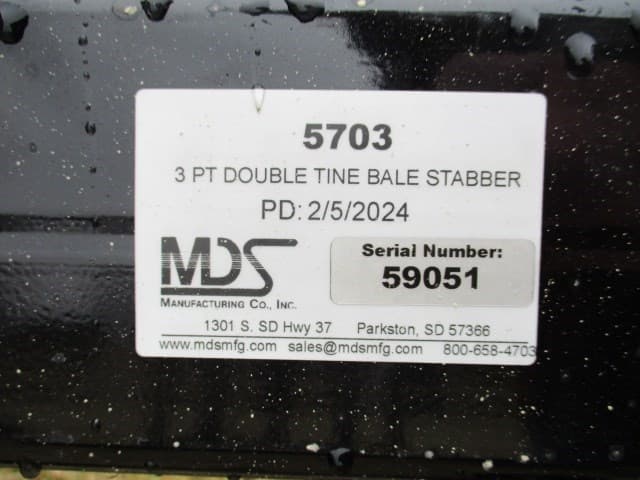 5703
3 PT DOUBLE TINE BALE STABBER
PD: 2/5/2024
MDS
MANUFACTURING CO., INC.
Serial Number:
59051
1301 S. SD Hwy 37 Parkston, SD 57366
www.mdsmfg.com sales@mdsmfg.com 800-658-4703